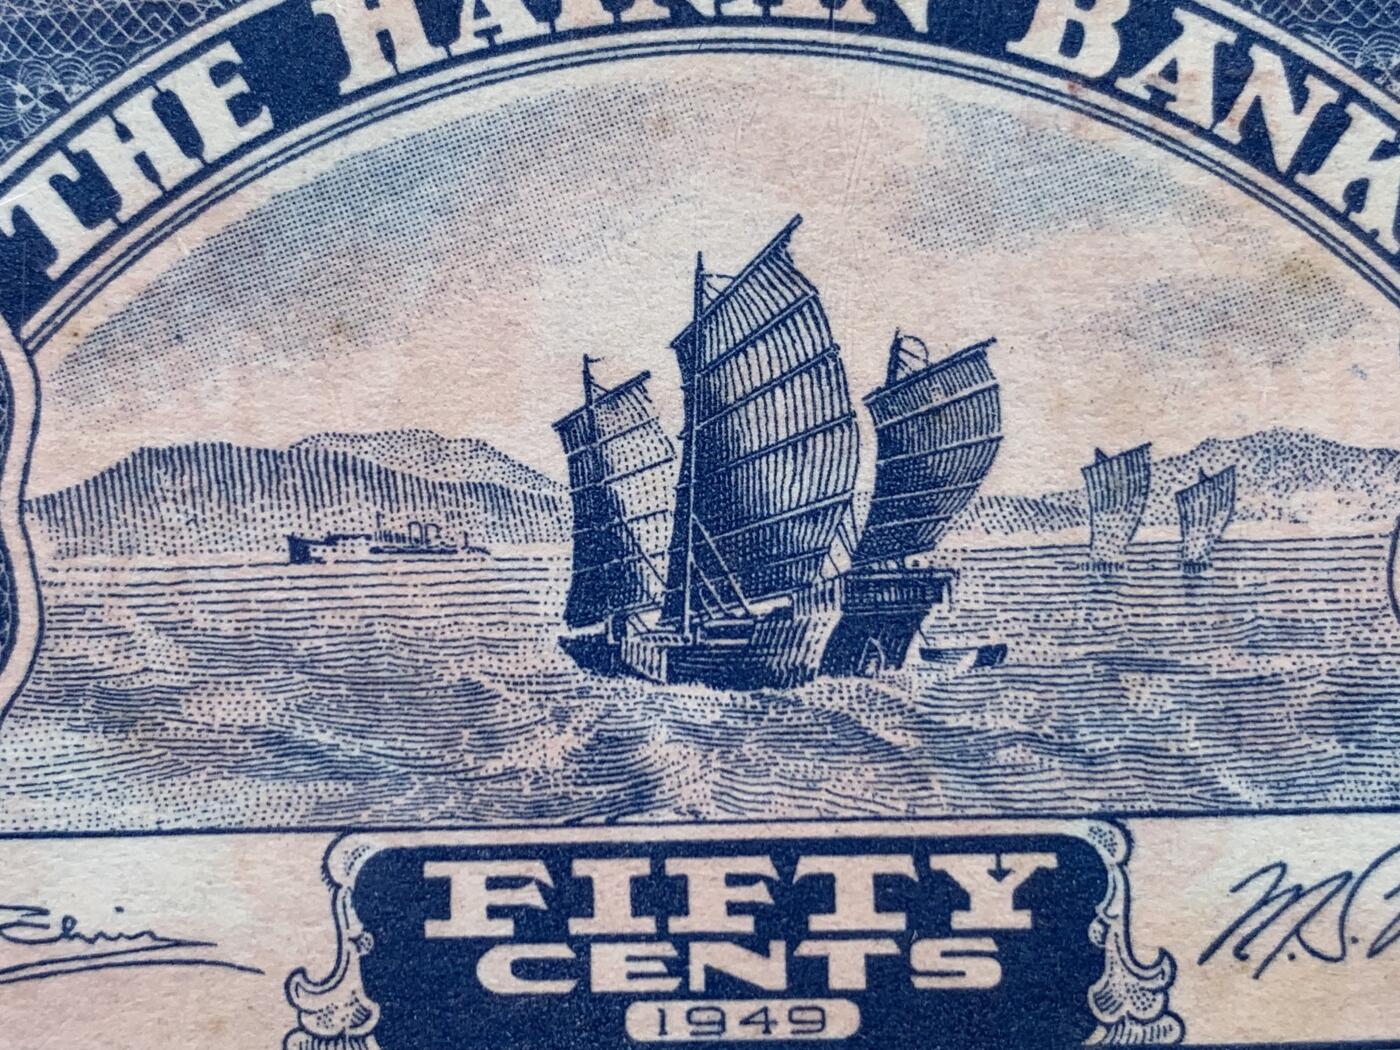 THE HAINAN BANK
FIFTY
CENTS
1949